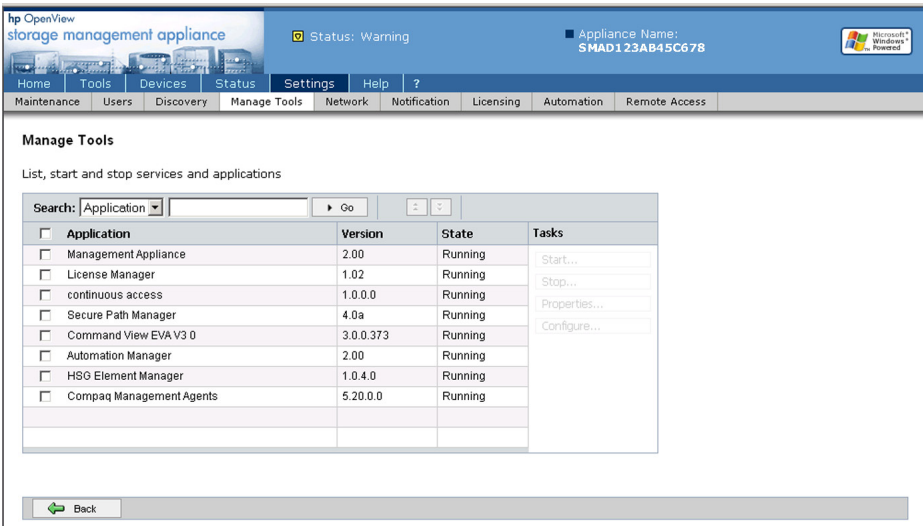 hp OpenView
storage management appliance
Status: Warning
Appliance Name:
SMAD123AB45C678
Microsoft®
Windows®
Powered
Home Tools Devices Status Settings Help ?
Maintenance Users Discovery Manage Tools Network Notification Licensing Automation Remote Access
Manage Tools
List, start and stop services and applications
Search: Application Go
Application Version State Tasks
Management Appliance 2.00 Running
Start...
License Manager 1.02 Running
Stop...
continuous access 1.0.0.0 Running
Properties...
Secure Path Manager 4.0a Running
Configure...
Command View EVA V3 0 3.0.0.373 Running
Automation Manager 2.00 Running
HSG Element Manager 1.0.4.0 Running
Compaq Management Agents 5.20.0.0 Running
Back